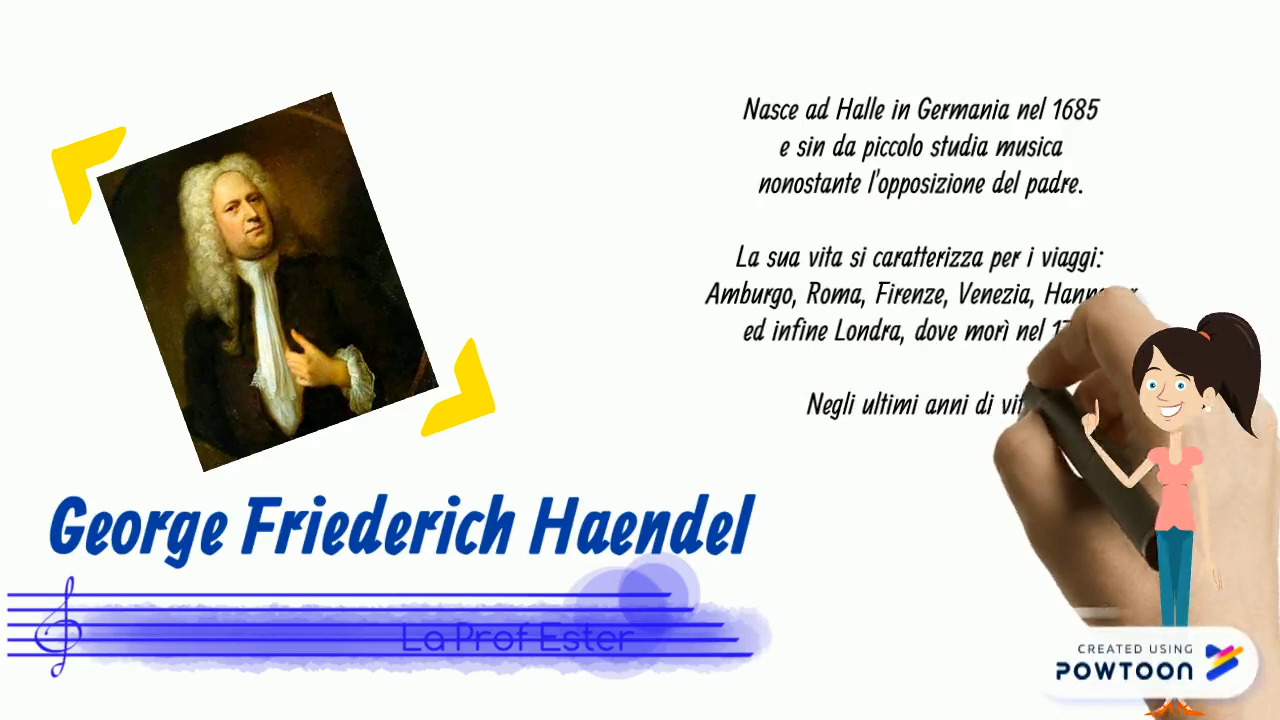 Nasce ad Halle in Germania nel 1685
e sin da piccolo studia musica
nonostante l'opposizione del padre.
La sua vita si caratterizza per i viaggi:
Amburgo, Roma, Firenze, Venezia,
ed infine Londra, dove morì nel
Negli ultimi anni di
George Friederich Haendel
La Prof Ester
CREATED USING
POWTOON